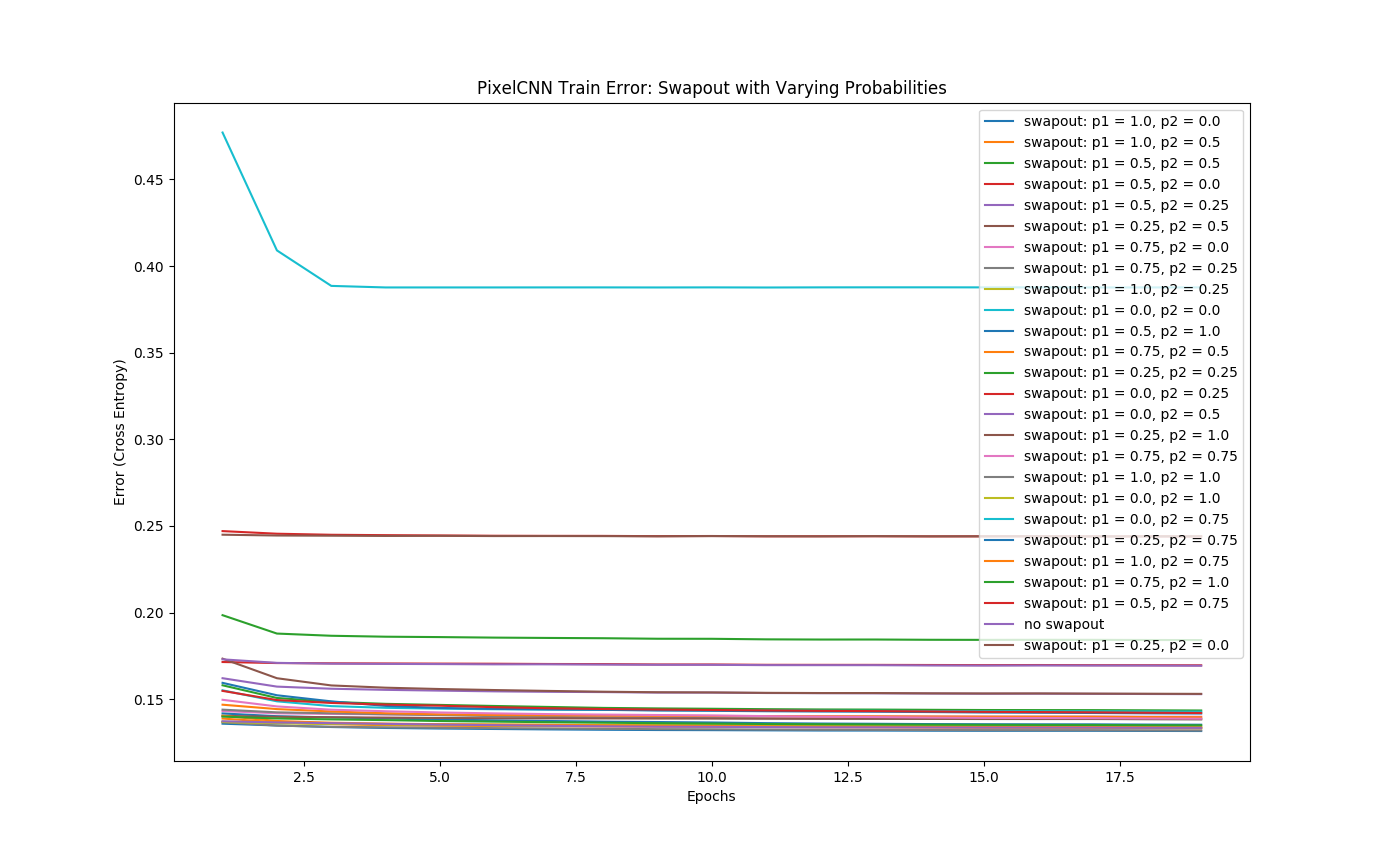 PixelCNN Train Error: Swapout with Varying Probabilities
swapout: p1 = 1.0, p2 = 0.0
swapout: p1 = 1.0, p2 = 0.5
swapout: p1 = 0.5, p2 = 0.5
swapout: p1 = 0.5, p2 = 0.0
swapout: p1 = 0.5, p2 = 0.25
swapout: p1 = 0.25, p2 = 0.5
swapout: p1 = 0.75, p2 = 0.0
swapout: p1 = 0.75, p2 = 0.25
swapout: p1 = 1.0, p2 = 0.25
swapout: p1 = 0.0, p2 = 0.0
swapout: p1 = 0.5, p2 = 1.0
swapout: p1 = 0.75, p2 = 0.5
swapout: p1 = 0.25, p2 = 0.25
swapout: p1 = 0.0, p2 = 0.25
swapout: p1 = 0.0, p2 = 0.5
swapout: p1 = 0.25, p2 = 1.0
swapout: p1 = 0.75, p2 = 0.75
swapout: p1 = 1.0, p2 = 1.0
swapout: p1 = 0.0, p2 = 1.0
swapout: p1 = 0.0, p2 = 0.75
swapout: p1 = 0.25, p2 = 0.75
swapout: p1 = 1.0, p2 = 0.75
swapout: p1 = 0.75, p2 = 1.0
swapout: p1 = 0.5, p2 = 0.75
no swapout
swapout: p1 = 0.25, p2 = 0.0
Error (Cross Entropy)
0.45
0.40
0.35
0.30
0.25
0.20
0.15
2.5 5.0 7.5 10.0 12.5 15.0 17.5
Epochs